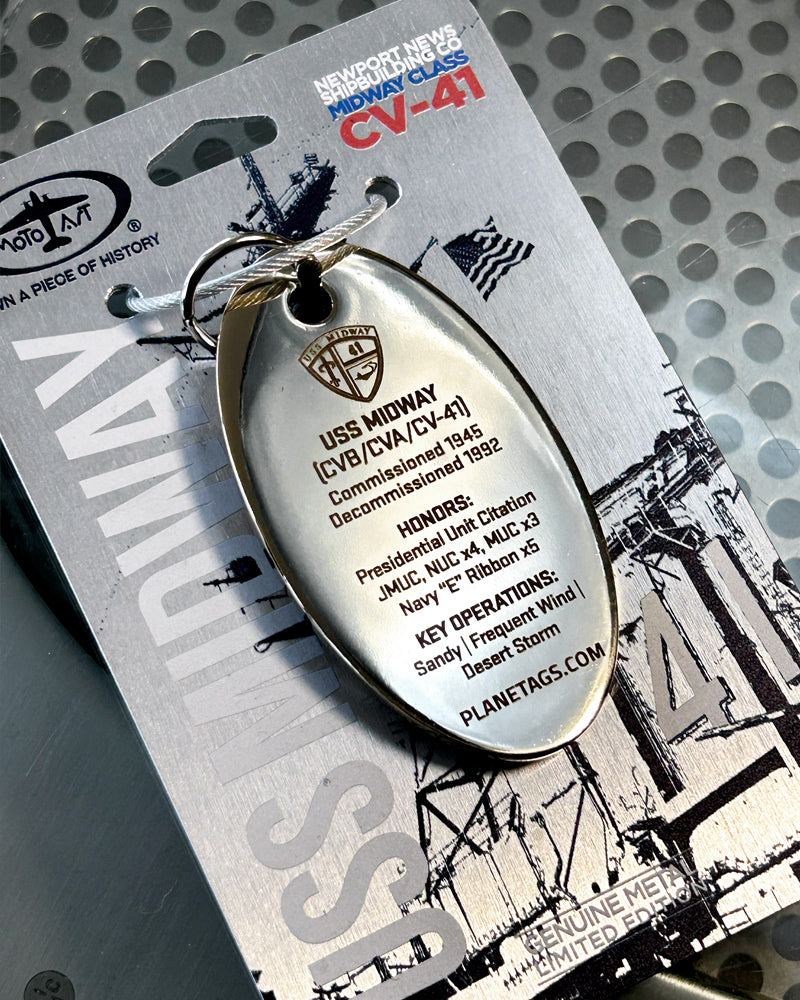 NEWPORT NEWS
SHIPBUILDING CO
MIDWAY CLASS
CV-41
MOTO ART
®
WN A PIECE OF HISTORY
USS MIDWAY
USS MIDWAY
41
USS MIDWAY
(CVB/CVA/CV-41)
Commissioned 1945
Decommissioned 1992
HONORS:
Presidential Unit Citation
JMUC, NUC x4, MUC x3
Navy "E" Ribbon x5
KEY OPERATIONS:
Sandy | Frequent Wind |
Desert Storm
PLANETAGS.COM
41
GENUINE METAL
LIMITED EDITION